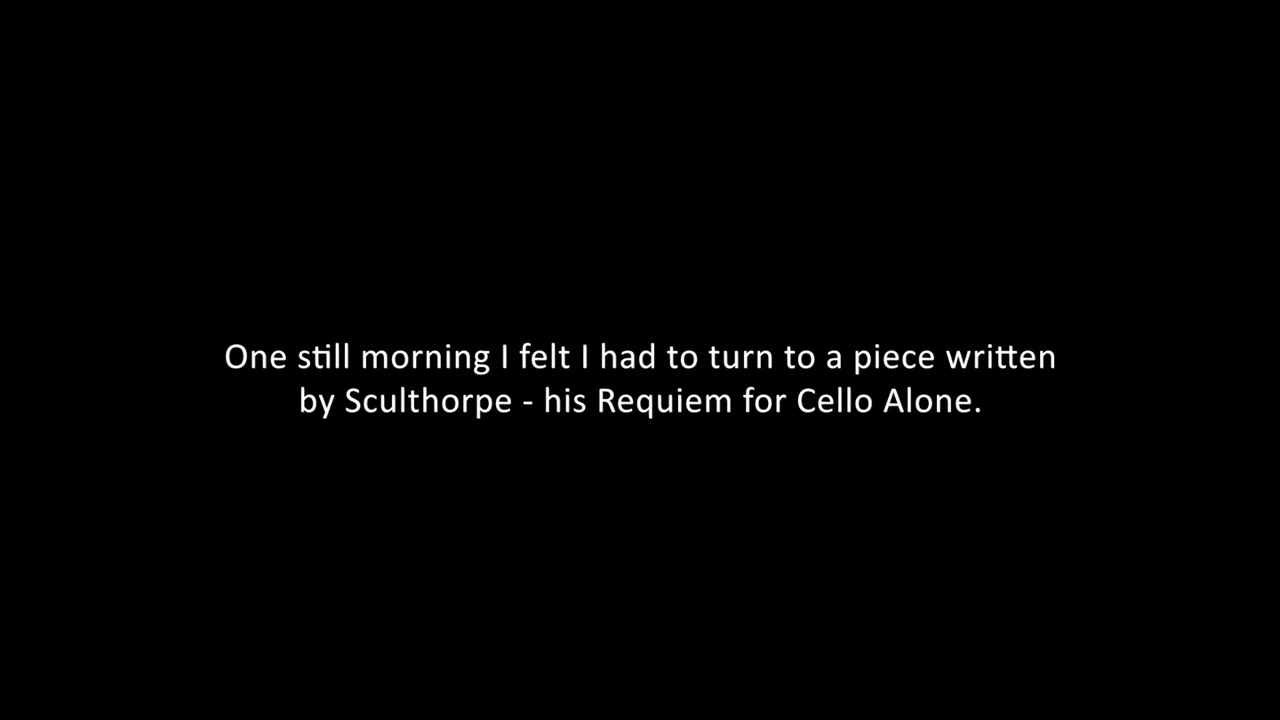 One still morning I felt I had to turn to a piece written
by Sculthorpe - his Requiem for Cello Alone.